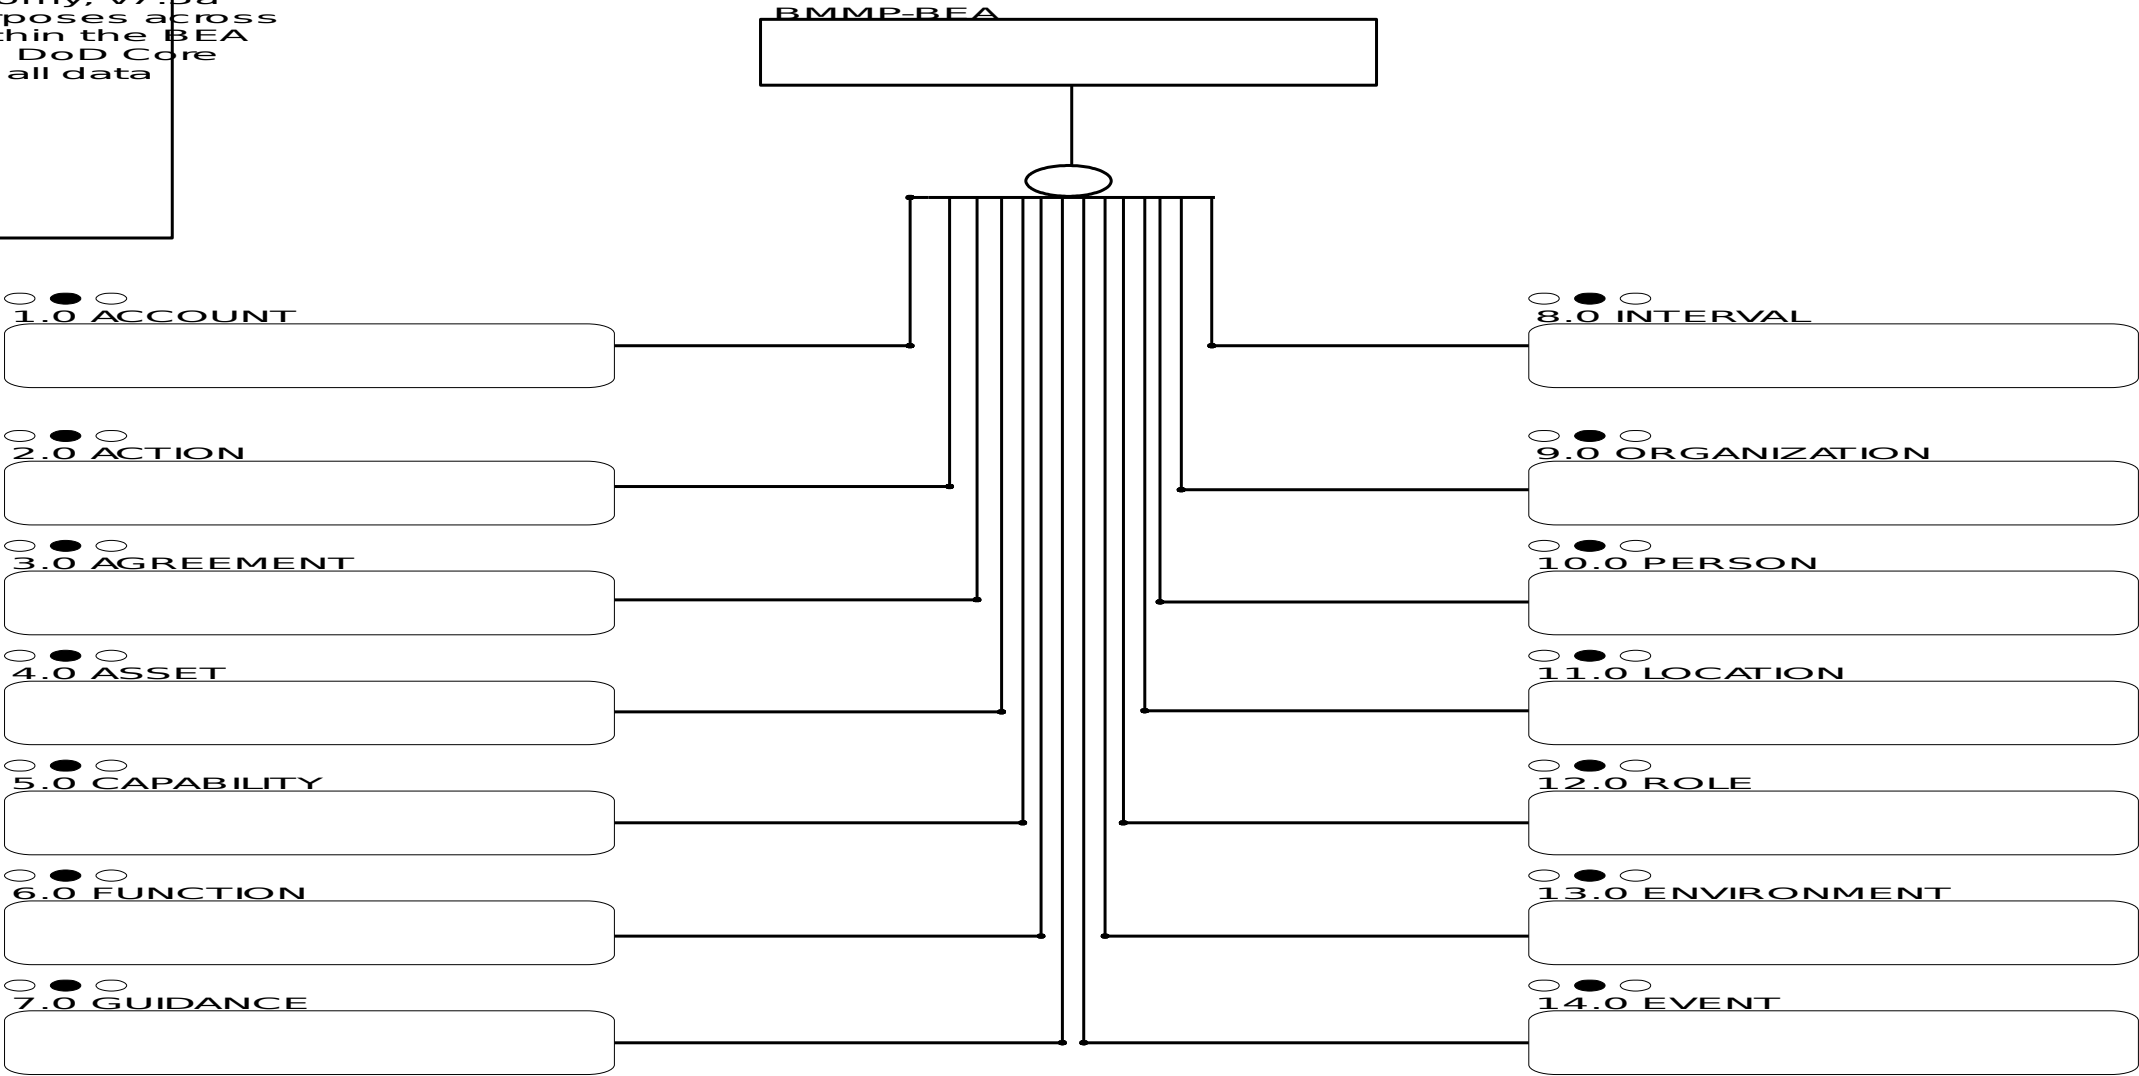 rposes across
thin the BEA
DoD Core
all data
BMMP-BEA
1.0 ACCOUNT
2.0 ACTION
3.0 AGREEMENT
4.0 ASSET
5.0 CAPABILITY
6.0 FUNCTION
7.0 GUIDANCE
8.0 INTERVAL
9.0 ORGANIZATION
10.0 PERSON
11.0 LOCATION
12.0 ROLE
13.0 ENVIRONMENT
14.0 EVENT